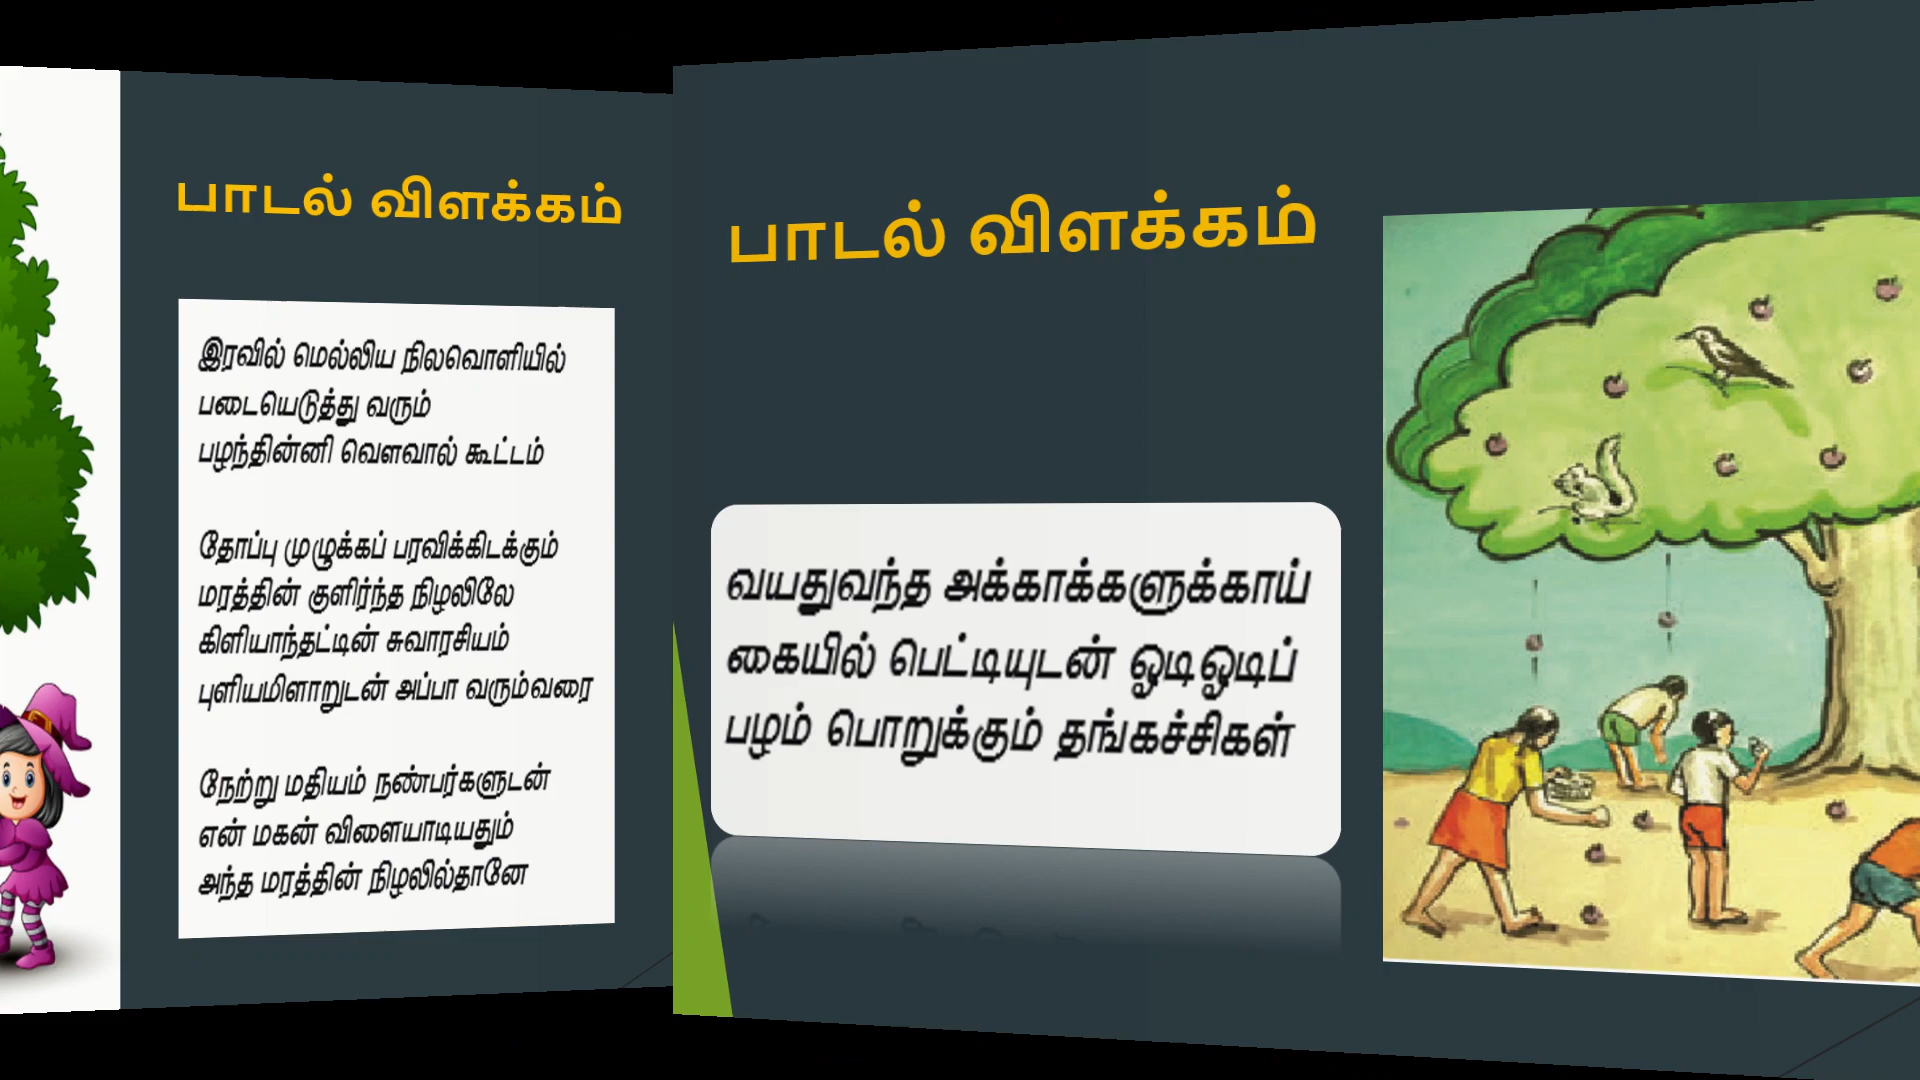 பாடல் விளக்கம்
இரவில் மெல்லிய நிலவொளியில்
படையெடுத்து வரும்
பழந்தின்னி வௌவால் கூட்டம்
தோப்பு முழுக்கப் பரவிக்கிடக்கும்
மரத்தின் குளிர்ந்த நிழலிலே
கிளியாந்தட்டின் சுவாரசியம்
புளியமிளாறுடன் அப்பா வரும்வரை
நேற்று மதியம் நண்பர்களுடன்
என் மகன் விளையாடியதும்
அந்த மரத்தின் நிழலில்தானே
பாடல் விளக்கம்
வயதுவந்த அக்காக்களுக்காய்
கையில் பெட்டியுடன் ஓடிஓடிப்
பழம் பொறுக்கும் தங்கச்சிகள்